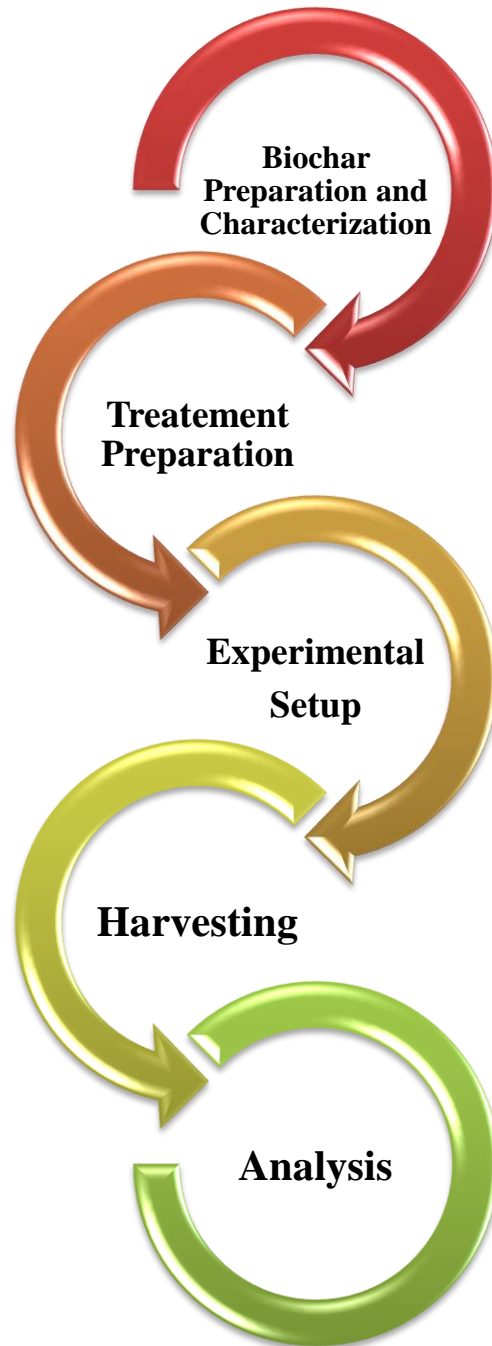 Biochar
Preparation and
Characterization
Treatement
Preparation
Experimental
Setup
Harvesting
Analysis